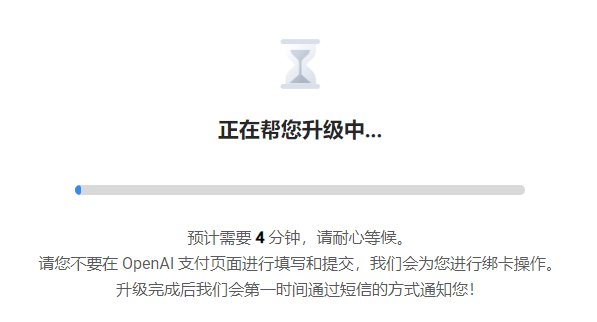 正在帮您升级中...
预计需要 4 分钟，请耐心等候。
请您不要在 OpenAI 支付页面进行填写和提交，我们会为您进行绑卡操作。
升级完成后我们会第一时间通过短信的方式通知您！